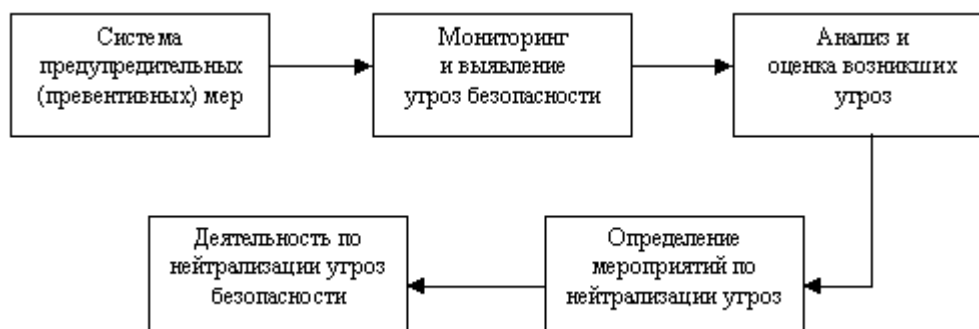 Система
предупредительных
(превентивных) мер
Мониторинг
и выявление
угроз безопасности
Анализ и
оценка возникших
угроз
Определение
мероприятий по
нейтрализации угроз
Деятельность по
нейтрализации угроз
безопасности